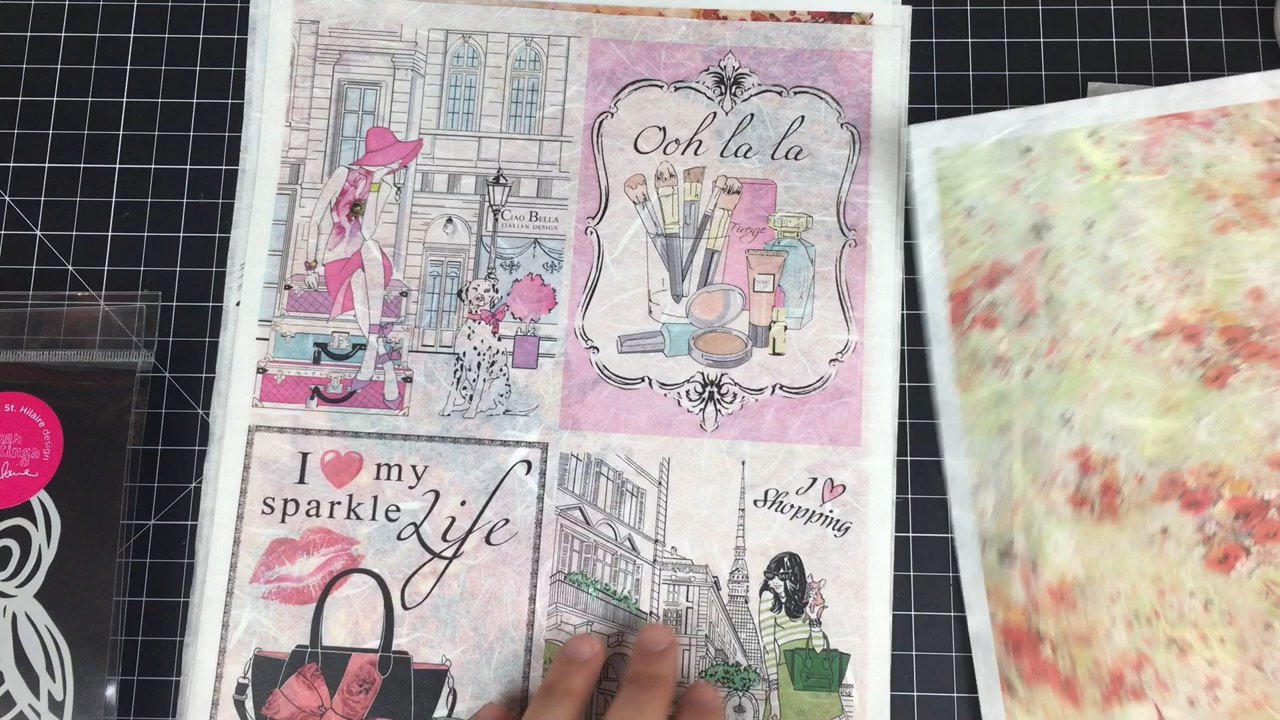 Ooh la la
CIAO BELLA
ITALIAN DESIGN
I my
sparkle Life
I
Shopping
St. Hilaire
design